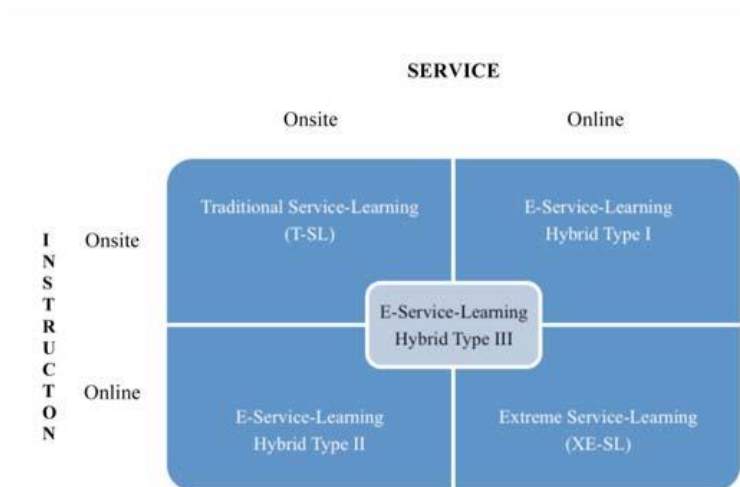 SERVICE
Onsite
Online
Traditional Service-Learning
(T-SL)
E-Service-Learning
Hybrid Type I
INSTRUCTON
Onsite
E-Service-Learning
Hybrid Type III
Online
E-Service-Learning
Hybrid Type II
Extreme Service-Learning
(XE-SL)